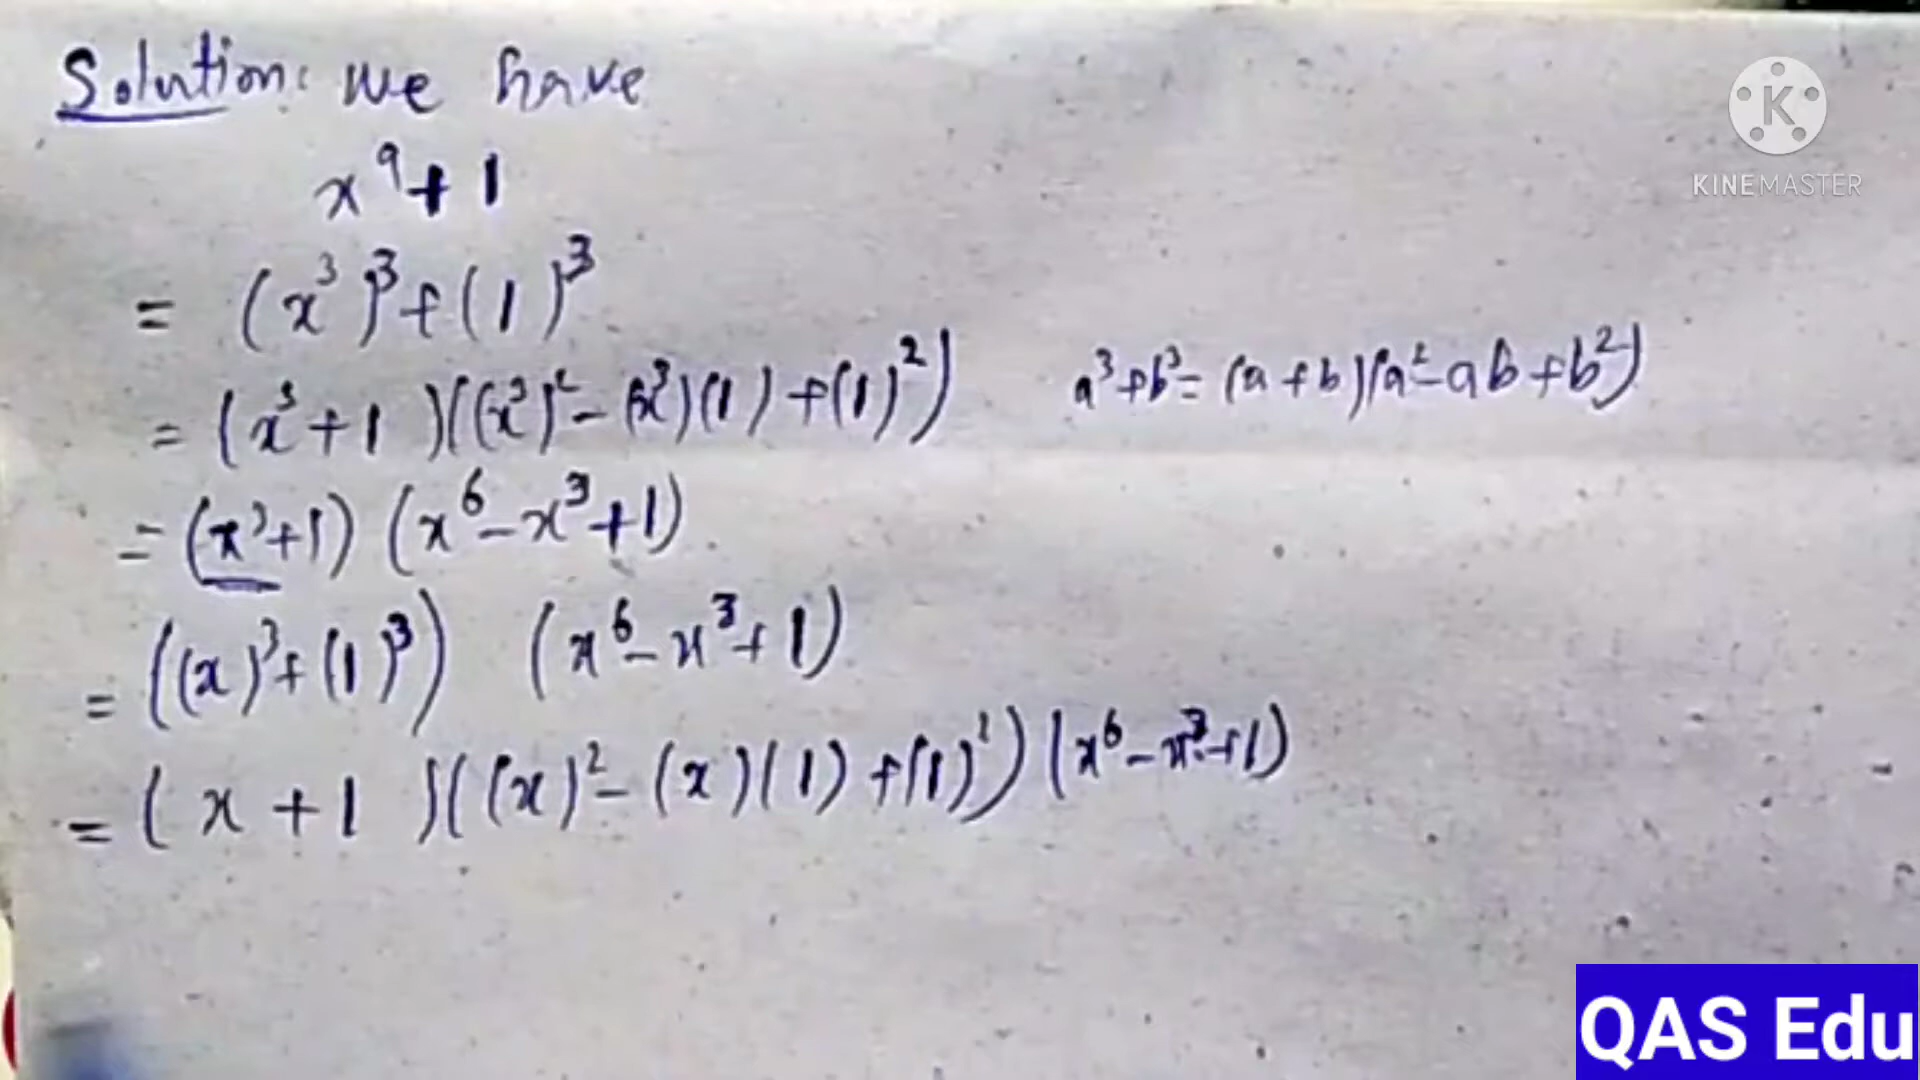 Solution: we have
x⁹ + 1
= (x³)³ + (1)³
= (x³ + 1)((x³)² - (x³)(1) + (1)²)
a³ + b³ = (a + b)(a² - ab + b²)
= (x³ + 1) (x⁶ - x³ + 1)
= ((x)³ + (1)³) (x⁶ - x³ + 1)
= (x + 1)((x)² - (x)(1) + (1)²)(x⁶ - x³ + 1)
K
KINEMASTER
QAS Edu